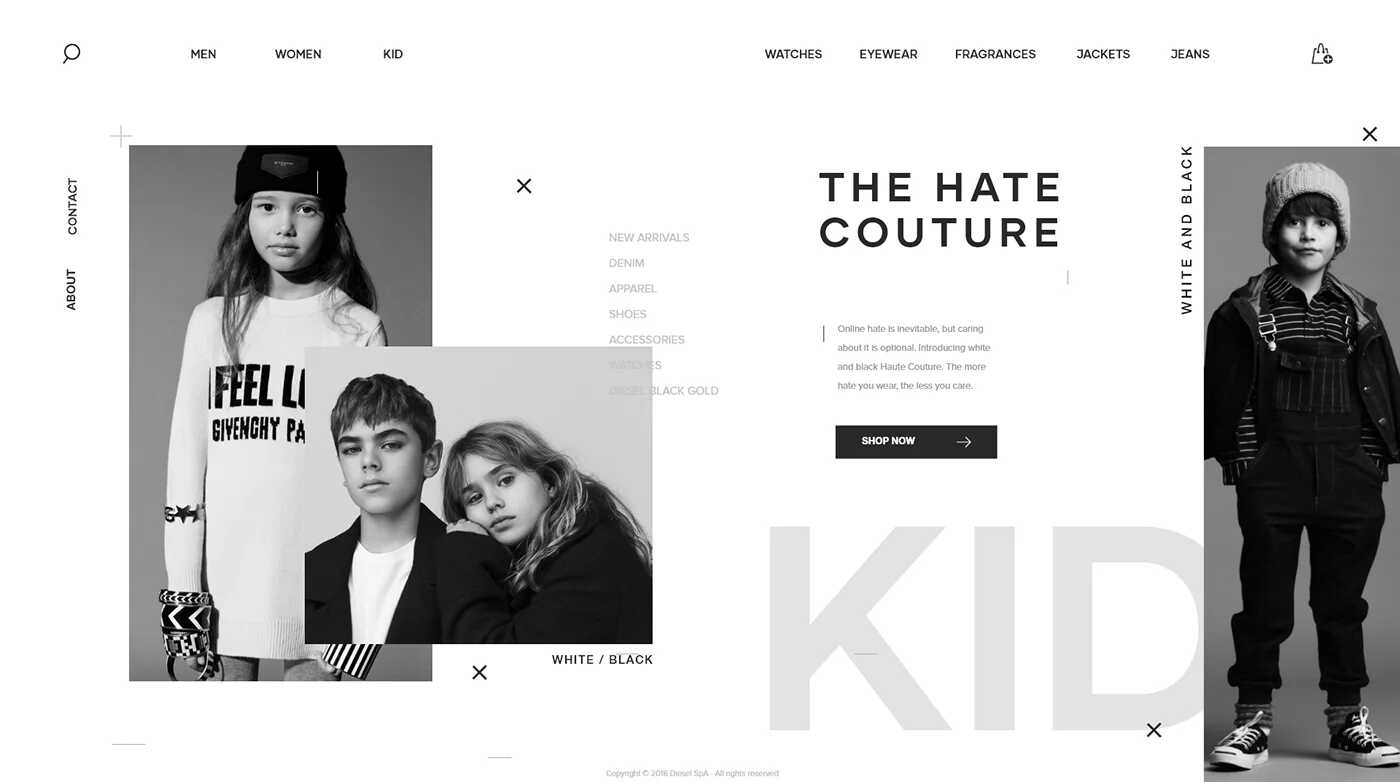 MEN
WOMEN
KID
WATCHES
EYEWEAR
FRAGRANCES
JACKETS
JEANS
CONTACT
ABOUT
FEEL LO
GIVENCHY PA
NEW ARRIVALS
DENIM
APPAREL
SHOES
ACCESSORIES
WATCHES
DIESEL BLACK GOLD
WHITE / BLACK
THE HATE
COUTURE
Online hate is inevitable, but caring
about it is optional. Introducing white
and black Haute Couture. The more
hate you wear, the less you care.
SHOP NOW
KID
WHITE AND BLACK
Copyright © 2016 Diesel SpA - All rights reserved